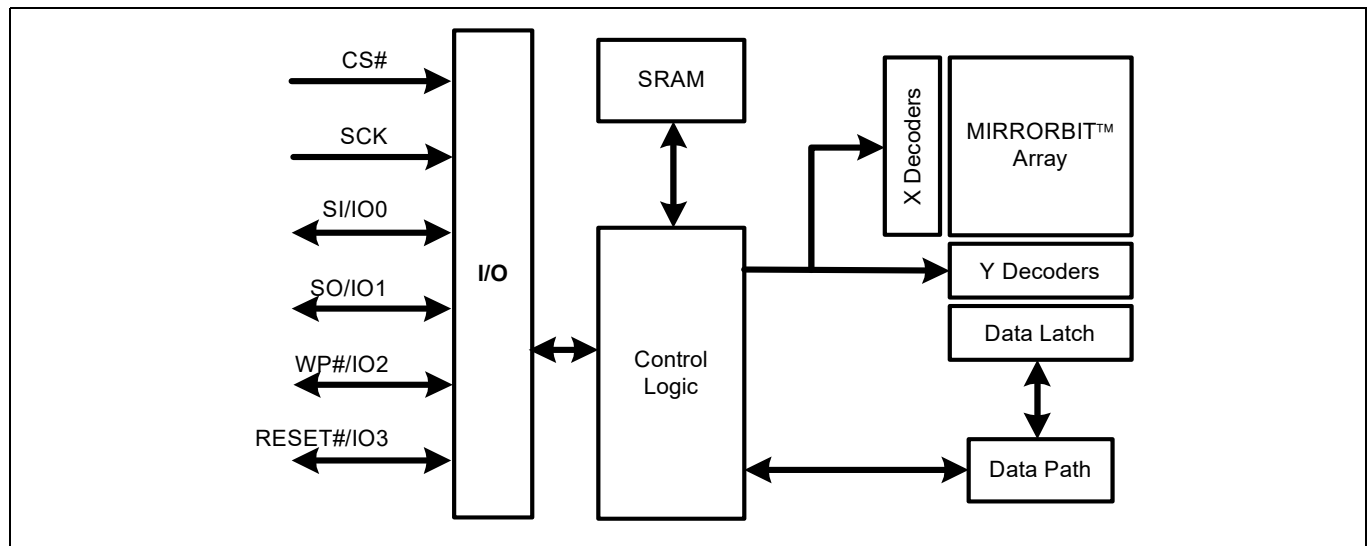 CS#
SCK
SI/IO0
SO/IO1
WP#/IO2
RESET#/IO3
I/O
SRAM
Control
Logic
X Decoders
MIRRORBIT™
Array
Y Decoders
Data Latch
Data Path